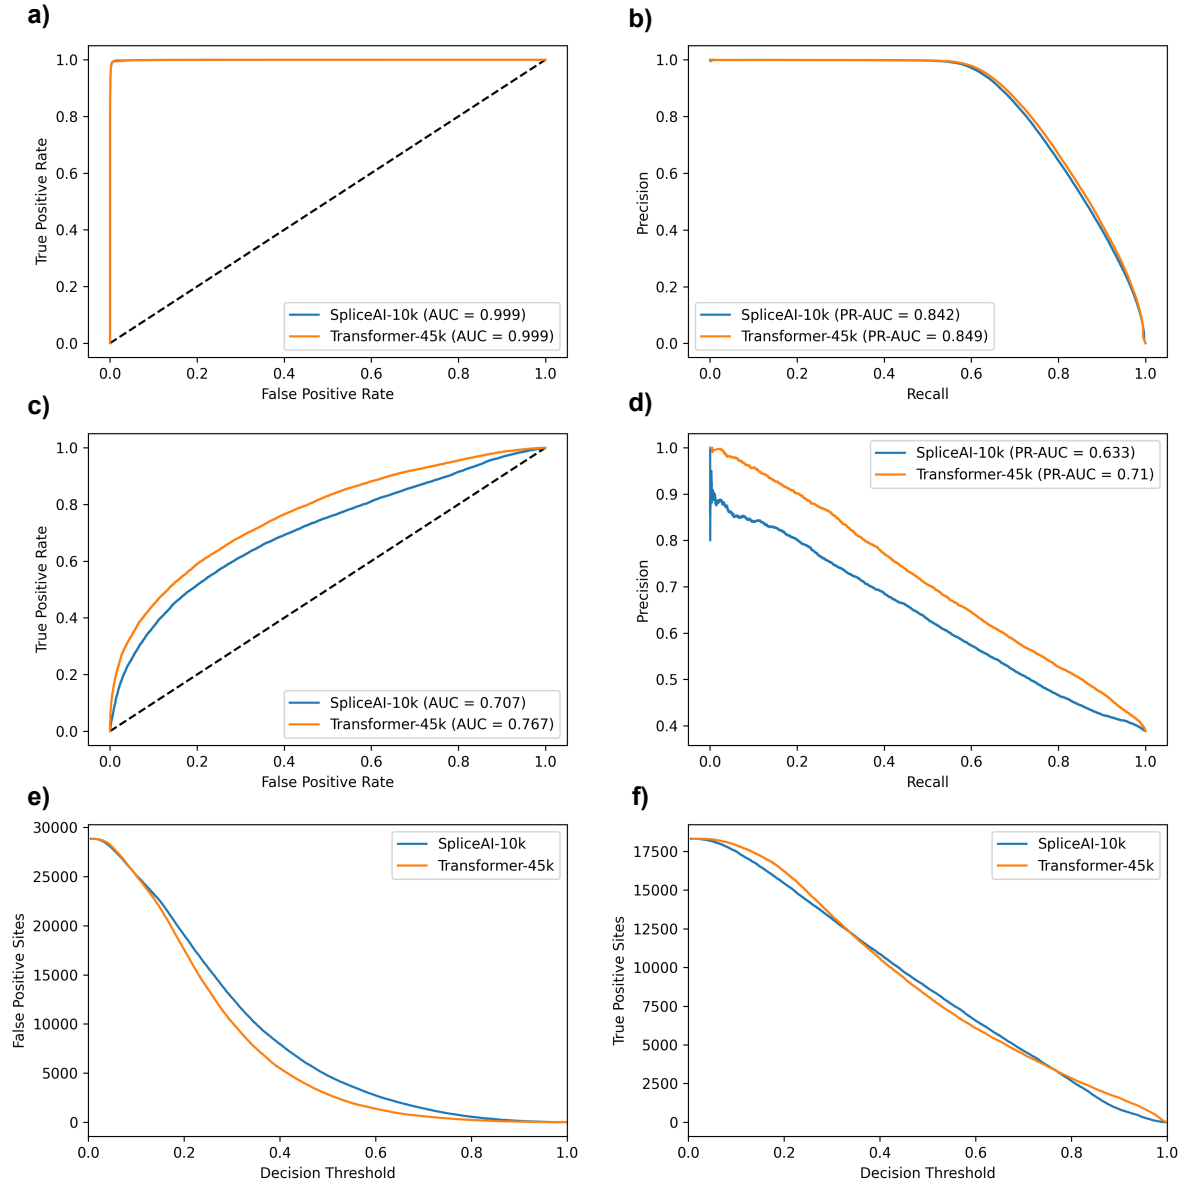 a)
1.0
0.8
0.6
0.4
0.2
0.0
True Positive Rate
SpliceAI-10k (AUC = 0.999)
Transformer-45k (AUC = 0.999)
0.0 0.2 0.4 0.6 0.8 1.0
False Positive Rate
b)
1.0
0.8
0.6
0.4
0.2
0.0
Precision
SpliceAI-10k (PR-AUC = 0.842)
Transformer-45k (PR-AUC = 0.849)
0.0 0.2 0.4 0.6 0.8 1.0
Recall
c)
1.0
0.8
0.6
0.4
0.2
0.0
True Positive Rate
SpliceAI-10k (AUC = 0.707)
Transformer-45k (AUC = 0.767)
0.0 0.2 0.4 0.6 0.8 1.0
False Positive Rate
d)
1.0
0.9
0.8
0.7
0.6
0.5
0.4
Precision
SpliceAI-10k (PR-AUC = 0.633)
Transformer-45k (PR-AUC = 0.71)
0.0 0.2 0.4 0.6 0.8 1.0
Recall
e)
30000
25000
20000
15000
10000
5000
0
False Positive Sites
SpliceAI-10k
Transformer-45k
0.0 0.2 0.4 0.6 0.8 1.0
Decision Threshold
f)
17500
15000
12500
10000
7500
5000
2500
0
True Positive Sites
SpliceAI-10k
Transformer-45k
0.0 0.2 0.4 0.6 0.8 1.0
Decision Threshold